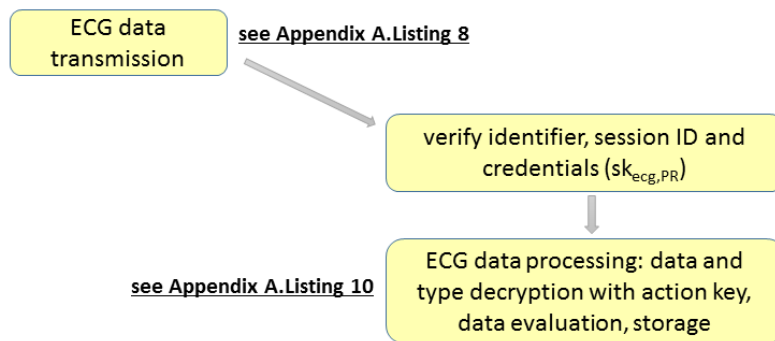 ECG data
transmission
see Appendix A.Listing 8
verify identifier, session ID and
credentials (sk_ecg,PR)
ECG data processing: data and
type decryption with action key,
data evaluation, storage
see Appendix A.Listing 10